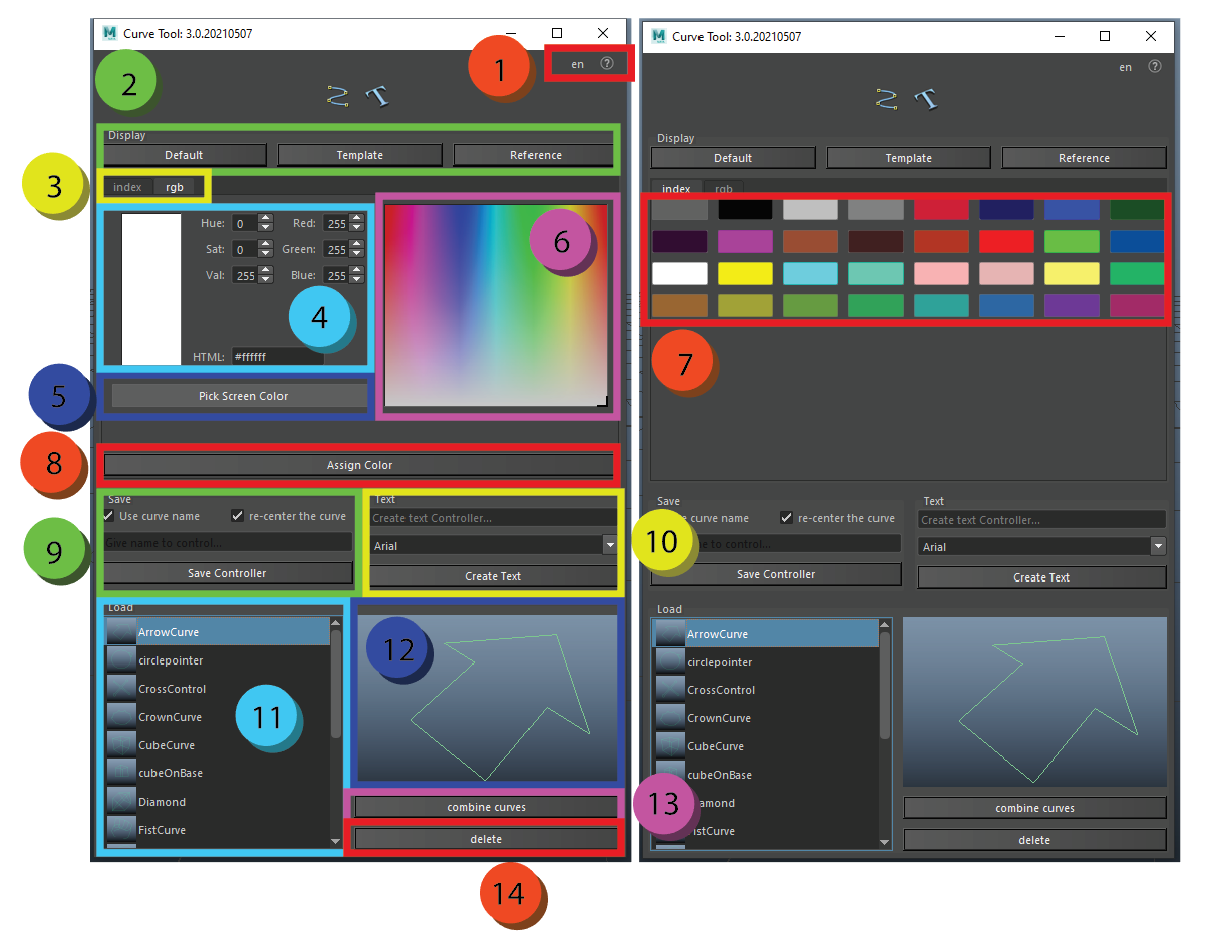 Curve Tool: 3.0.20210507
1
en
2
Display
Default
Template
Reference
3
index
rgb
Hue: 0
Red: 255
Sat: 0
Green: 255
Val: 255
Blue: 255
4
HTML: #ffffff
6
5
Pick Screen Color
8
Assign Color
Save
Use curve name
re-center the curve
Give name to control...
Save Controller
9
Text
Create text Controller...
Arial
Create Text
10
Load
ArrowCurve
circlepointer
CrossControl
CrownCurve
CubeCurve
cubeOnBase
Diamond
FistCurve
11
12
combine curves
13
delete
14
Curve Tool: 3.0.20210507
en
Display
Default
Template
Reference
index
rgb
7
Save
curve name
re-center the curve
to control...
Save Controller
Text
Create text Controller...
Arial
Create Text
Load
ArrowCurve
circlepointer
CrossControl
CrownCurve
CubeCurve
cubeOnBase
amond
stCurve
combine curves
delete